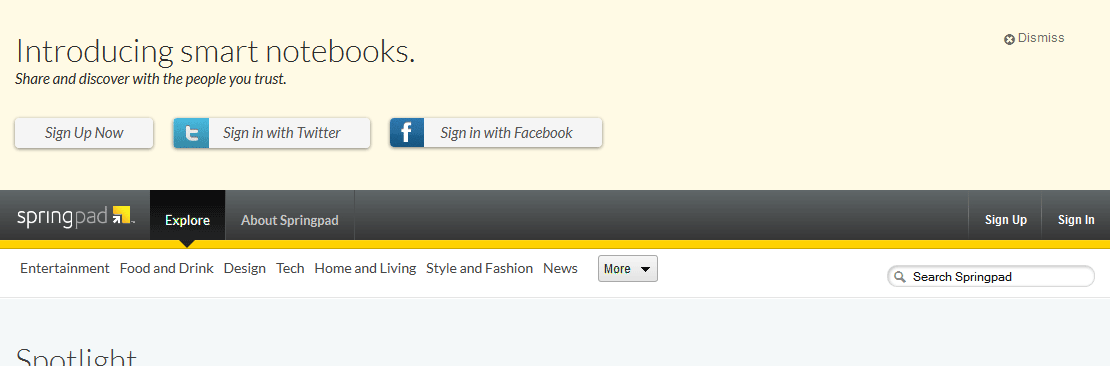 Introducing smart notebooks.
Dismiss
Share and discover with the people you trust.
Sign Up Now
Sign in with Twitter
Sign in with Facebook
springpad
Explore
About Springpad
Sign Up
Sign In
Entertainment Food and Drink Design Tech Home and Living Style and Fashion News More
Search Springpad
Spotlight